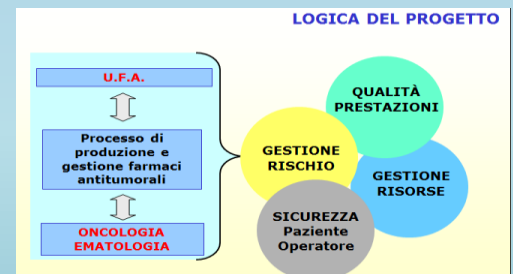 LOGICA DEL PROGETTO
U.F.A.
Processo di
produzione e
gestione farmaci
antitumorali
ONCOLOGIA
EMATOLOGIA
QUALITÀ
PRESTAZIONI
GESTIONE
RISCHIO
GESTIONE
RISORSE
SICUREZZA
Paziente
Operatore